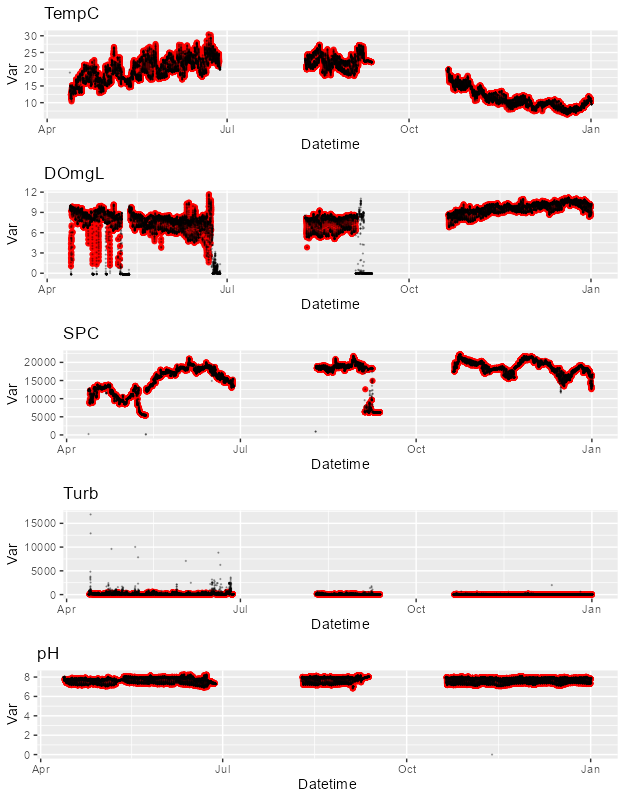 TempC
30
25
20
15
10
Var
Apr
Jul
Oct
Jan
Datetime
DOmgL
12
9
6
3
0
Var
Apr
Jul
Oct
Jan
Datetime
SPC
20000
15000
10000
5000
0
Var
Apr
Jul
Oct
Jan
Datetime
Turb
15000
10000
5000
0
Var
Apr
Jul
Oct
Jan
Datetime
pH
8
6
4
2
0
Var
Apr
Jul
Oct
Jan
Datetime